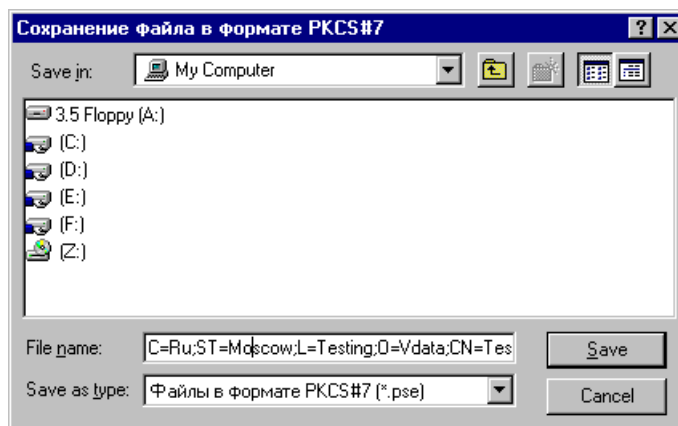 Сохранение файла в формате PKCS#7
Save in: My Computer
3.5 Floppy (A:)
(C:)
(D:)
(E:)
(F:)
(Z:)
File name: C=Ru;ST=Moscow;L=Testing;O=Vdata;CN=Tes Save
Save as type: Файлы в формате PKCS#7 (*.pse) Cancel